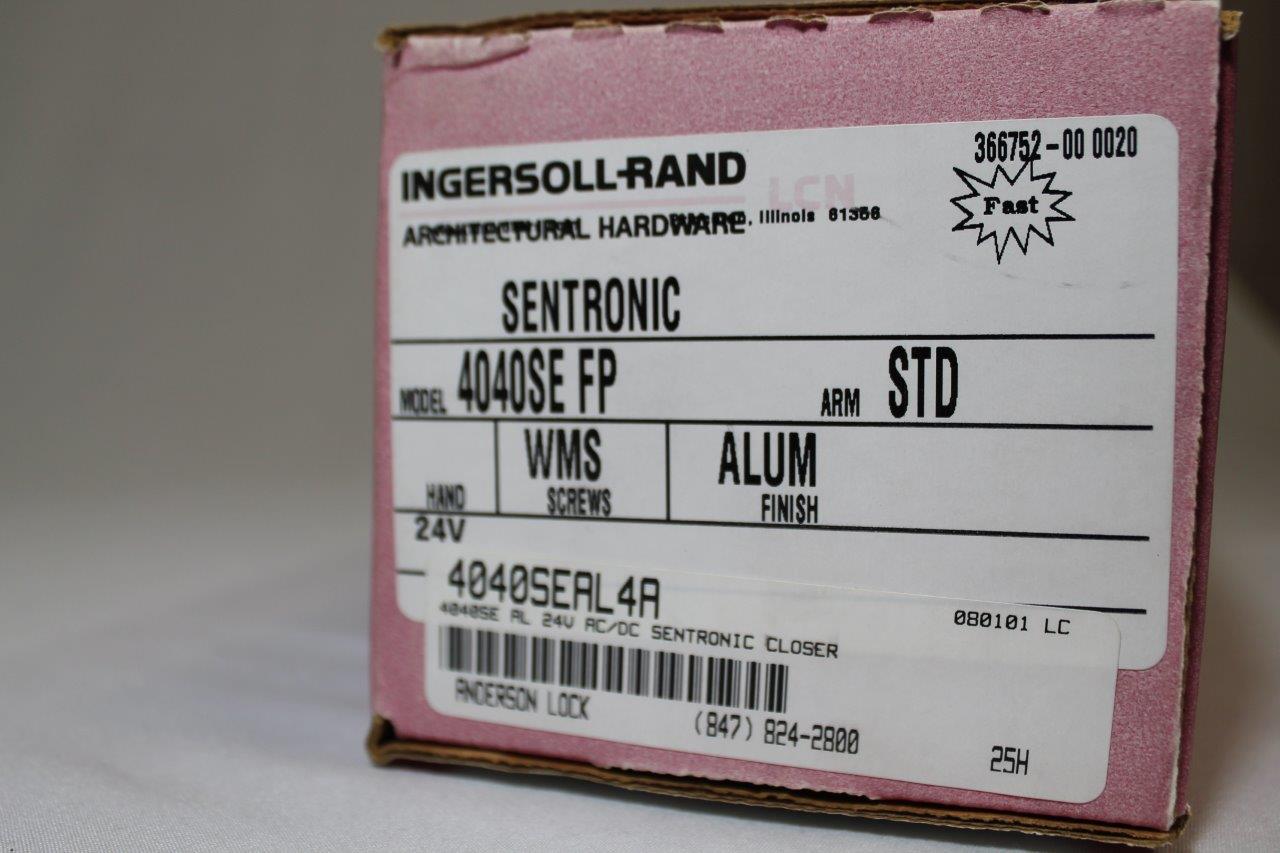 366752-00 0020
INGERSOLL-RAND LCN
ARCHITECTURAL HARDWARE
, Illinois 61356
Fast
SENTRONIC
MODEL 4040SE FP ARM STD
WMS ALUM
HAND SCREWS FINISH
24V
4040SEAL4A
4040SE AL 24V AC/DC SENTRONIC CLOSER
080101 LC
ANDERSON LOCK
(847) 824-2800
25H